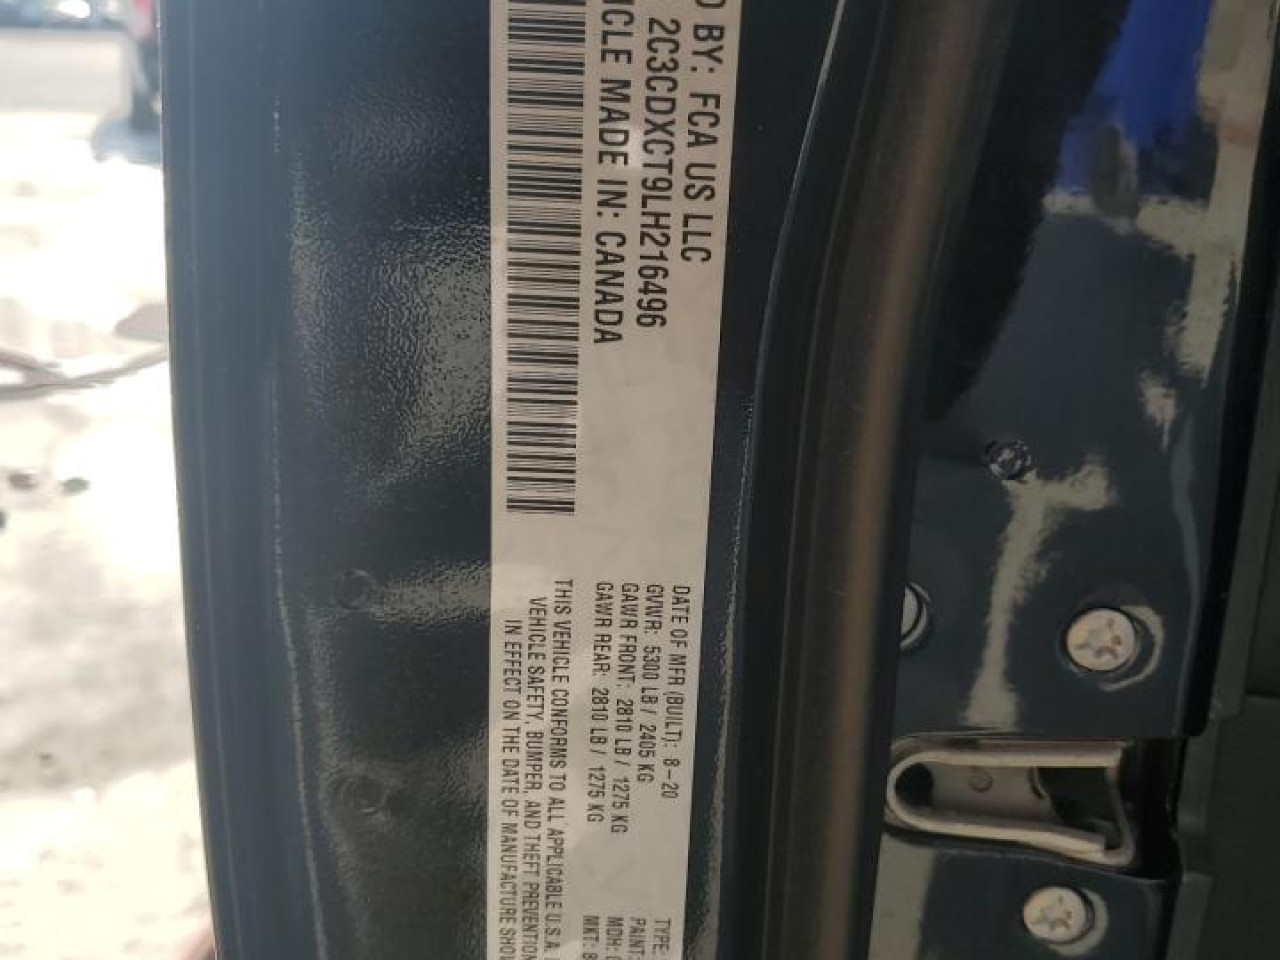 BY: FCA US LLC
2C3CDXCT9LH216496
MADE IN: CANADA
DATE OF MFR (BUILT): 8-20
GVWR: 5300 LB / 2405 KG
GAWR FRONT: 2810 LB / 1275 KG
GAWR REAR: 2810 LB / 1275 KG
THIS VEHICLE CONFORMS TO ALL APPLICABLE U.S.A.
VEHICLE SAFETY, BUMPER, AND THEFT PREVENTION
IN EFFECT ON THE DATE OF MANUFACTURE
TYPE:
PAINT:
MDH:
MKT: